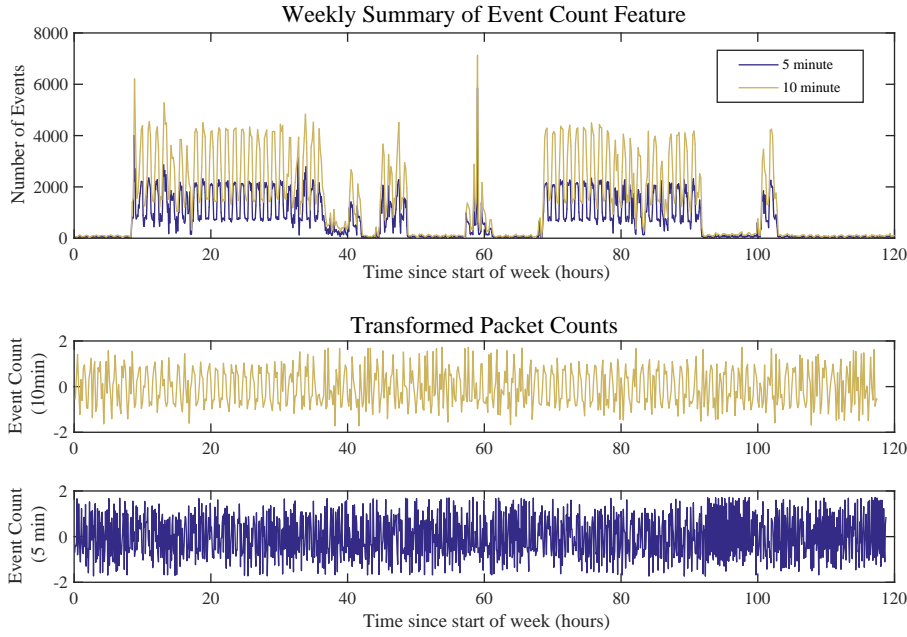 Weekly Summary of Event Count Feature
8000
6000
4000
2000
0
Number of Events
5 minute
10 minute
0 20 40 60 80 100 120
Time since start of week (hours)
Transformed Packet Counts
2
0
-2
Event Count
(10min)
0 20 40 60 80 100 120
2
0
-2
Event Count
(5 min)
0 20 40 60 80 100 120
Time since start of week (hours)